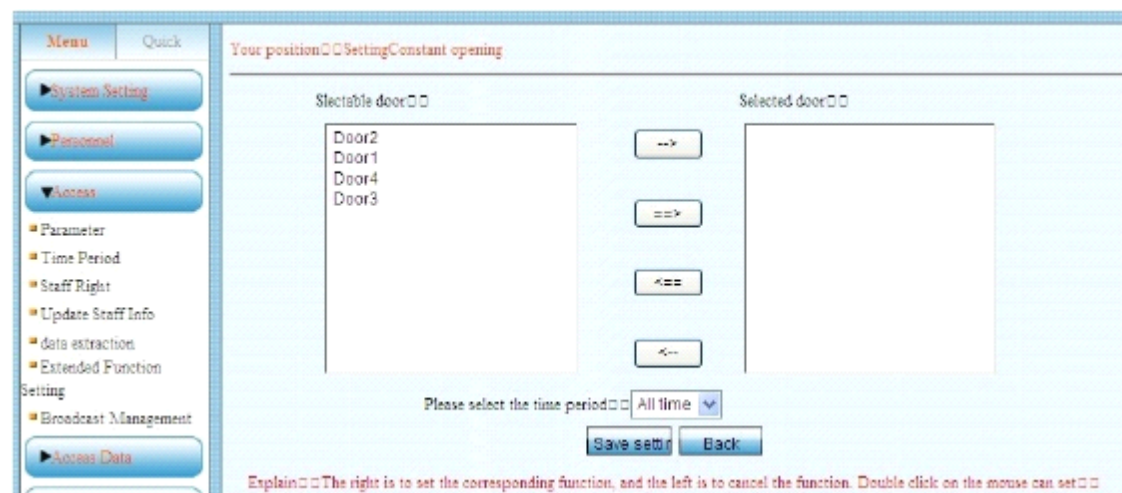 Menu
Quick
Your position□□SettingConstant opening
▶System Setting
▶Personnel
▼Access
Parameter
Time Period
Staff Right
Update Staff Info
data extraction
Extended Function
Setting
Broadcast Management
▶Access Data
Slectable door□□
Selected door□□
Door2
Door1
Door4
Door3
-->
==>
<==
<--
Please select the time period□□ All time
Save settin
Back
Explain□□The right is to set the corresponding function, and the left is to cancel the function. Double click on the mouse can set□□